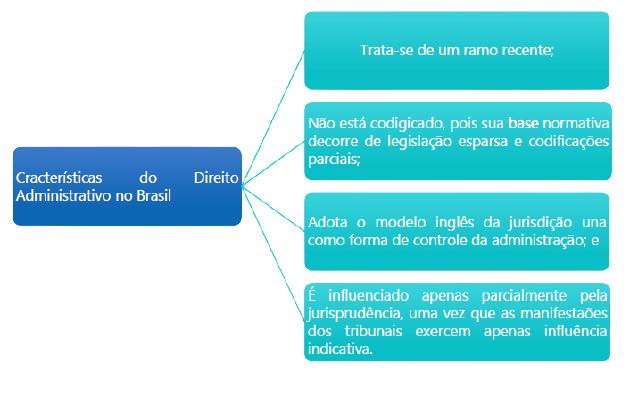 Cracterísticas do Direito
Administrativo no Brasil
Trata-se de um ramo recente;
Não está codigicado, pois sua base normativa
decorre de legislação esparsa e codificações
parciais;
Adota o modelo inglês da jurisdição una
como forma de controle da administração; e
É influenciado apenas parcialmente pela
jurisprudência, uma vez que as manifestaões
dos tribunais exercem apenas influência
indicativa.